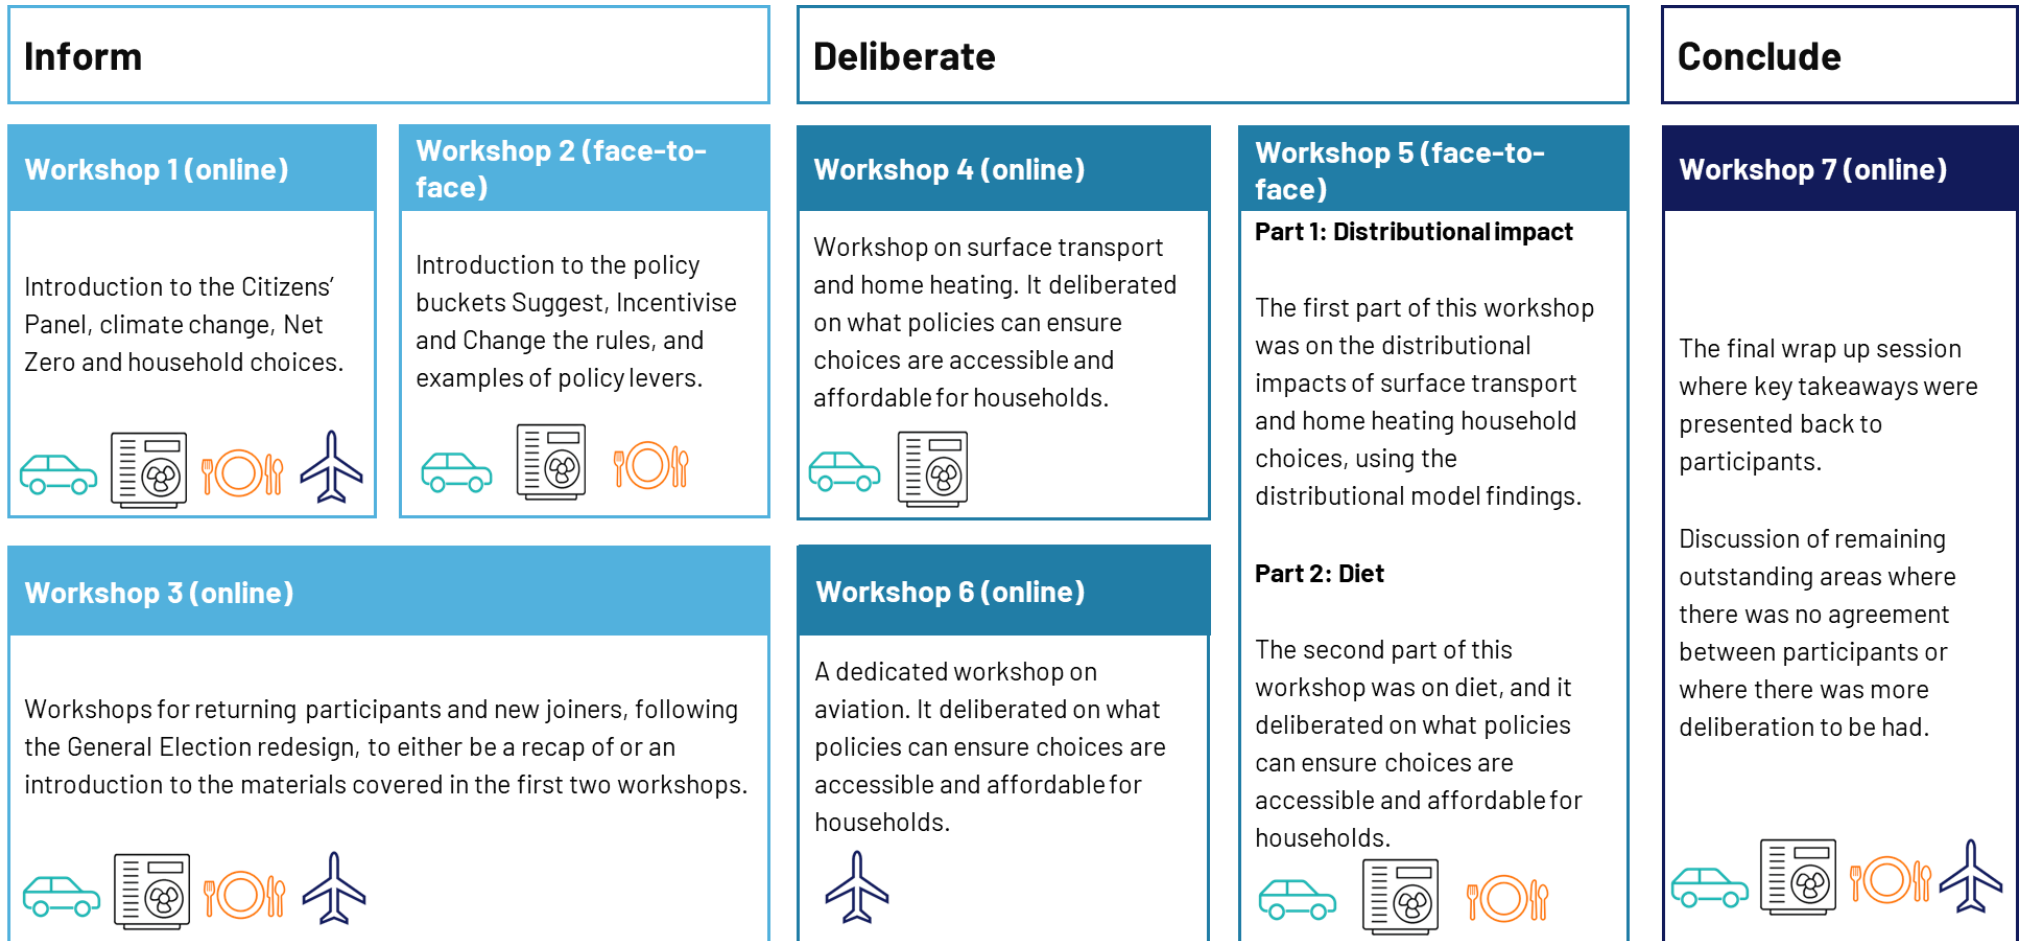 Inform
Workshop 1 (online)
Introduction to the Citizens’
Panel, climate change, Net
Zero and household choices.
Workshop 2 (face-to-
face)
Introduction to the policy
buckets Suggest, Incentivise
and Change the rules, and
examples of policy levers.
Workshop 3 (online)
Workshops for returning participants and new joiners, following
the General Election redesign, to either be a recap of or an
introduction to the materials covered in the first two workshops.
Deliberate
Workshop 4 (online)
Workshop on surface transport
and home heating. It deliberated
on what policies can ensure
choices are accessible and
affordable for households.
Workshop 5 (face-to-
face)
Part 1: Distributional impact
The first part of this workshop
was on the distributional
impacts of surface transport
and home heating household
choices, using the
distributional model findings.
Part 2: Diet
The second part of this
workshop was on diet, and it
deliberated on what policies
can ensure choices are
accessible and affordable for
households.
Workshop 6 (online)
A dedicated workshop on
aviation. It deliberated on what
policies can ensure choices are
accessible and affordable for
households.
Conclude
Workshop 7 (online)
The final wrap up session
where key takeaways were
presented back to
participants.
Discussion of remaining
outstanding areas where
there was no agreement
between participants or
where there was more
deliberation to be had.